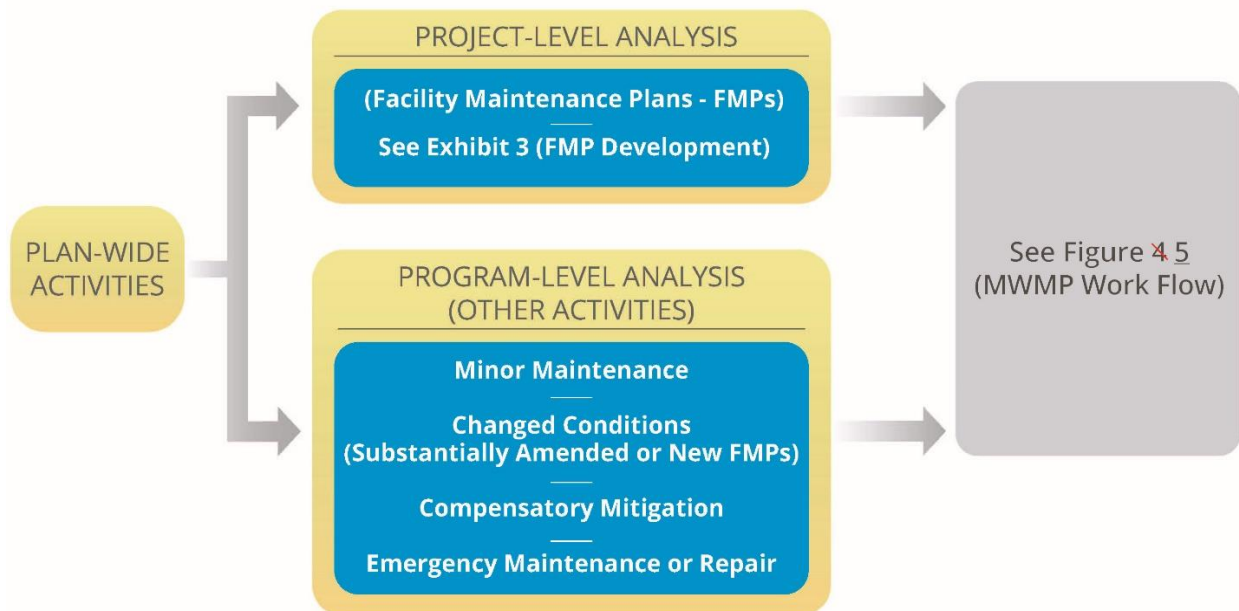 PLAN-WIDE
ACTIVITIES
PROJECT-LEVEL ANALYSIS
(Facility Maintenance Plans - FMPs)
See Exhibit 3 (FMP Development)
PROGRAM-LEVEL ANALYSIS
(OTHER ACTIVITIES)
Minor Maintenance
Changed Conditions
(Substantially Amended or New FMPs)
Compensatory Mitigation
Emergency Maintenance or Repair
See Figure 4 5
(MWMP Work Flow)